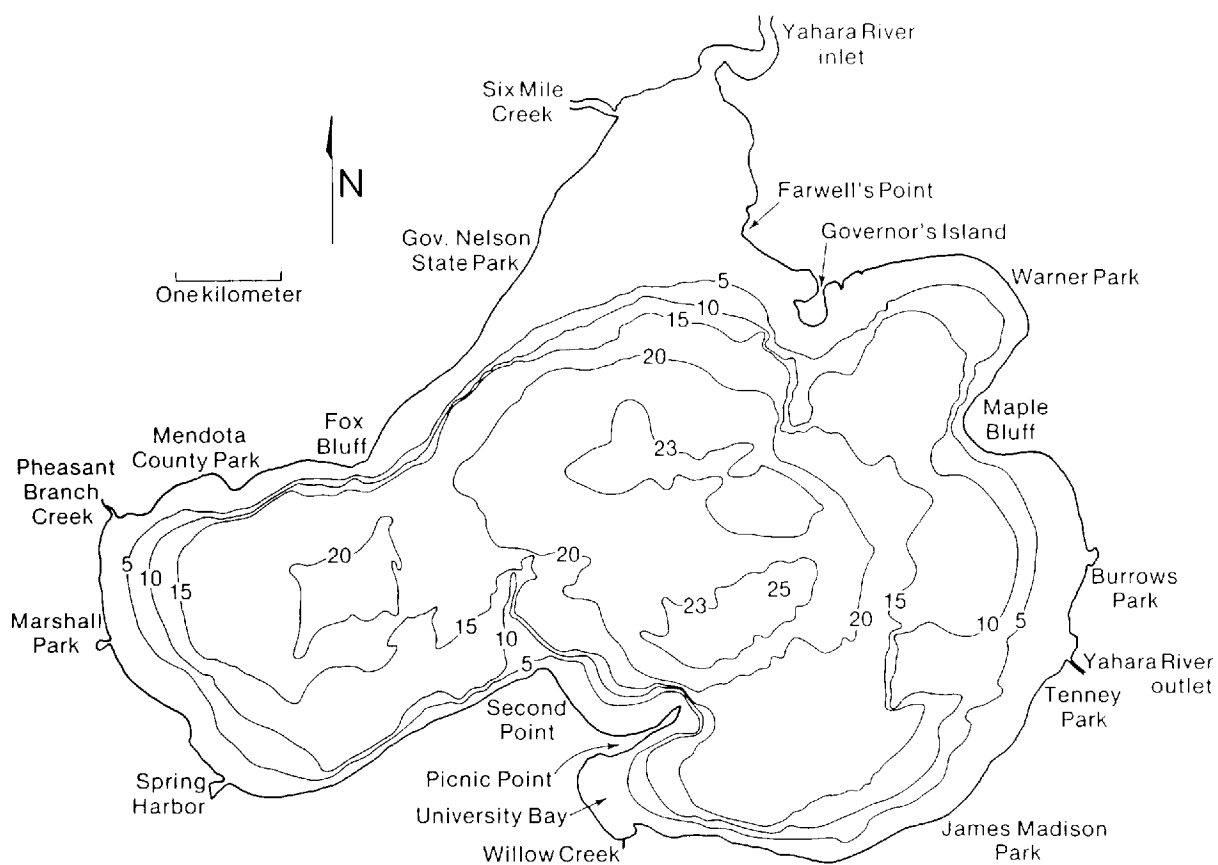 Yahara River
inlet
Six Mile
Creek
N
Farwell's Point
Governor's Island
Gov. Nelson
State Park
Warner Park
One kilometer
5
10
15
20
Maple
Bluff
Fox
Bluff
Mendota
County Park
23
Pheasant
Branch
Creek
20
20
5
10
15
23
25
15
20
10
5
Burrows
Park
Marshall
Park
15
10
5
Yahara River
outlet
Tenney
Park
Second
Point
Picnic Point
Spring
Harbor
University Bay
James Madison
Park
Willow Creek